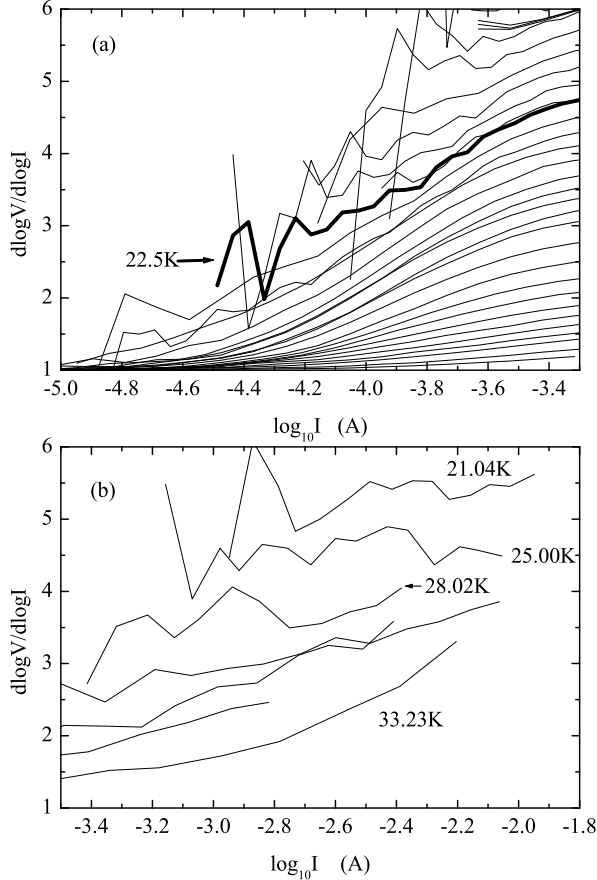 (a)
6
5
4
3
2
1
dlogV/dlogI
22.5K
-5.0 -4.8 -4.6 -4.4 -4.2 -4.0 -3.8 -3.6 -3.4
log10I (A)
(b)
6
5
4
3
2
1
dlogV/dlogI
21.04K
25.00K
28.02K
33.23K
-3.4 -3.2 -3.0 -2.8 -2.6 -2.4 -2.2 -2.0 -1.8
log10I (A)